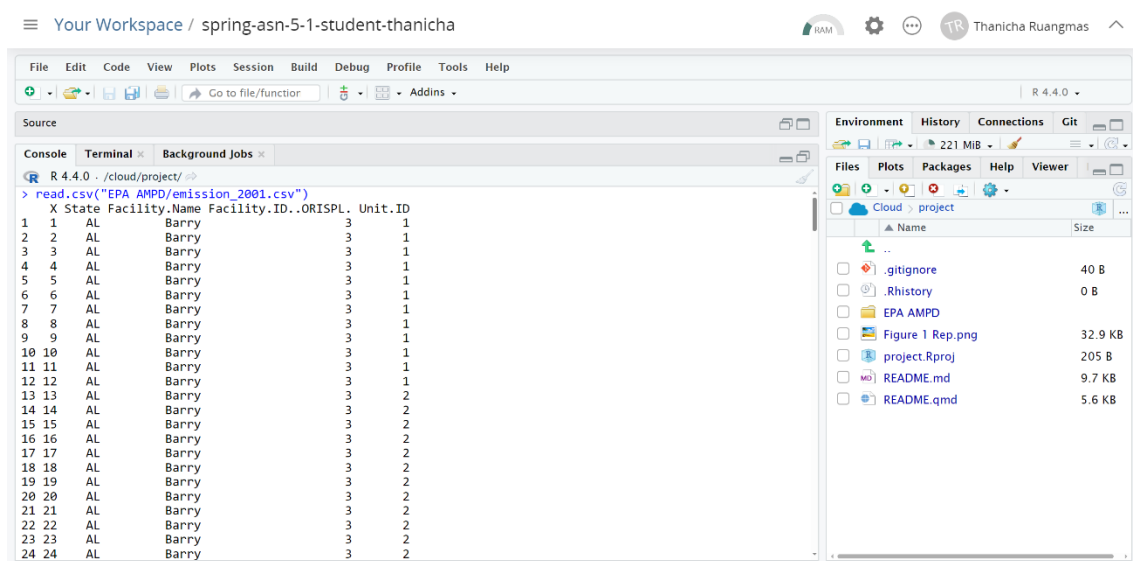 Your Workspace / spring-asn-5-1-student-thanicha
RAM
TR Thanicha Ruangmas
File Edit Code View Plots Session Build Debug Profile Tools Help
Go to file/function Addins R 4.4.0
Source
Console Terminal Background Jobs
R 4.4.0 · /cloud/project/
> read.csv("EPA AMPD/emission_2001.csv")
X State Facility.Name Facility.ID..ORISPL. Unit.ID
1 1 AL Barry 3 1
2 2 AL Barry 3 1
3 3 AL Barry 3 1
4 4 AL Barry 3 1
5 5 AL Barry 3 1
6 6 AL Barry 3 1
7 7 AL Barry 3 1
8 8 AL Barry 3 1
9 9 AL Barry 3 1
10 10 AL Barry 3 1
11 11 AL Barry 3 1
12 12 AL Barry 3 1
13 13 AL Barry 3 2
14 14 AL Barry 3 2
15 15 AL Barry 3 2
16 16 AL Barry 3 2
17 17 AL Barry 3 2
18 18 AL Barry 3 2
19 19 AL Barry 3 2
20 20 AL Barry 3 2
21 21 AL Barry 3 2
22 22 AL Barry 3 2
23 23 AL Barry 3 2
24 24 AL Barry 3 2
Environment History Connections Git
221 MiB
Files Plots Packages Help Viewer
Cloud project
Name Size
..
.gitignore 40 B
.Rhistory 0 B
EPA AMPD
Figure 1 Rep.png 32.9 KB
project.Rproj 205 B
README.md 9.7 KB
README.qmd 5.6 KB